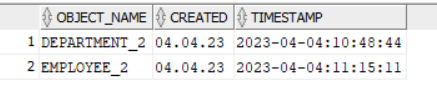 OBJECT_NAME CREATED TIMESTAMP
1 DEPARTMENT_2 04.04.23 2023-04-04:10:48:44
2 EMPLOYEE_2 04.04.23 2023-04-04:11:15:11